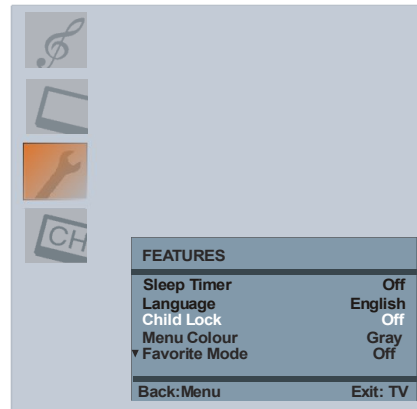 CH
FEATURES
Sleep Timer Off
Language English
Child Lock Off
Menu Colour Gray
▼ Favorite Mode Off
Back:Menu Exit: TV